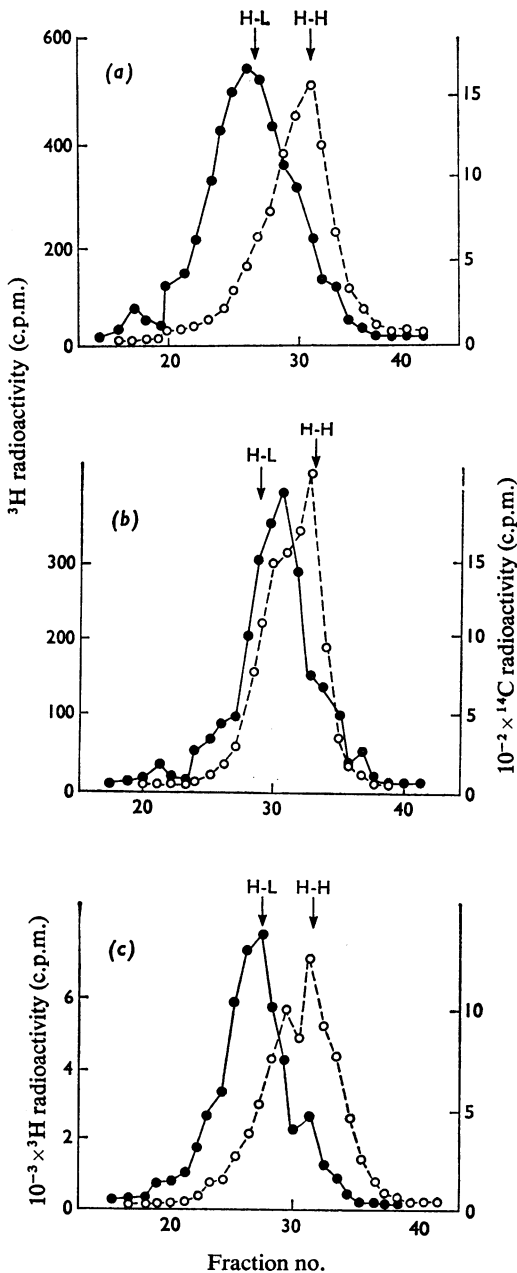 H-L H-H
600 15
(a)
400 10
200 5
0 0
20 30 40
³H radioactivity (c.p.m.)
H-L H-H
(b)
300 15
200 10
100 5
0 0
20 30 40
10⁻² × ¹⁴C radioactivity (c.p.m.)
H-L H-H
(c)
6 10
4 5
2
0 0
20 30 40
10⁻³ × ³H radioactivity (c.p.m.)
Fraction no.